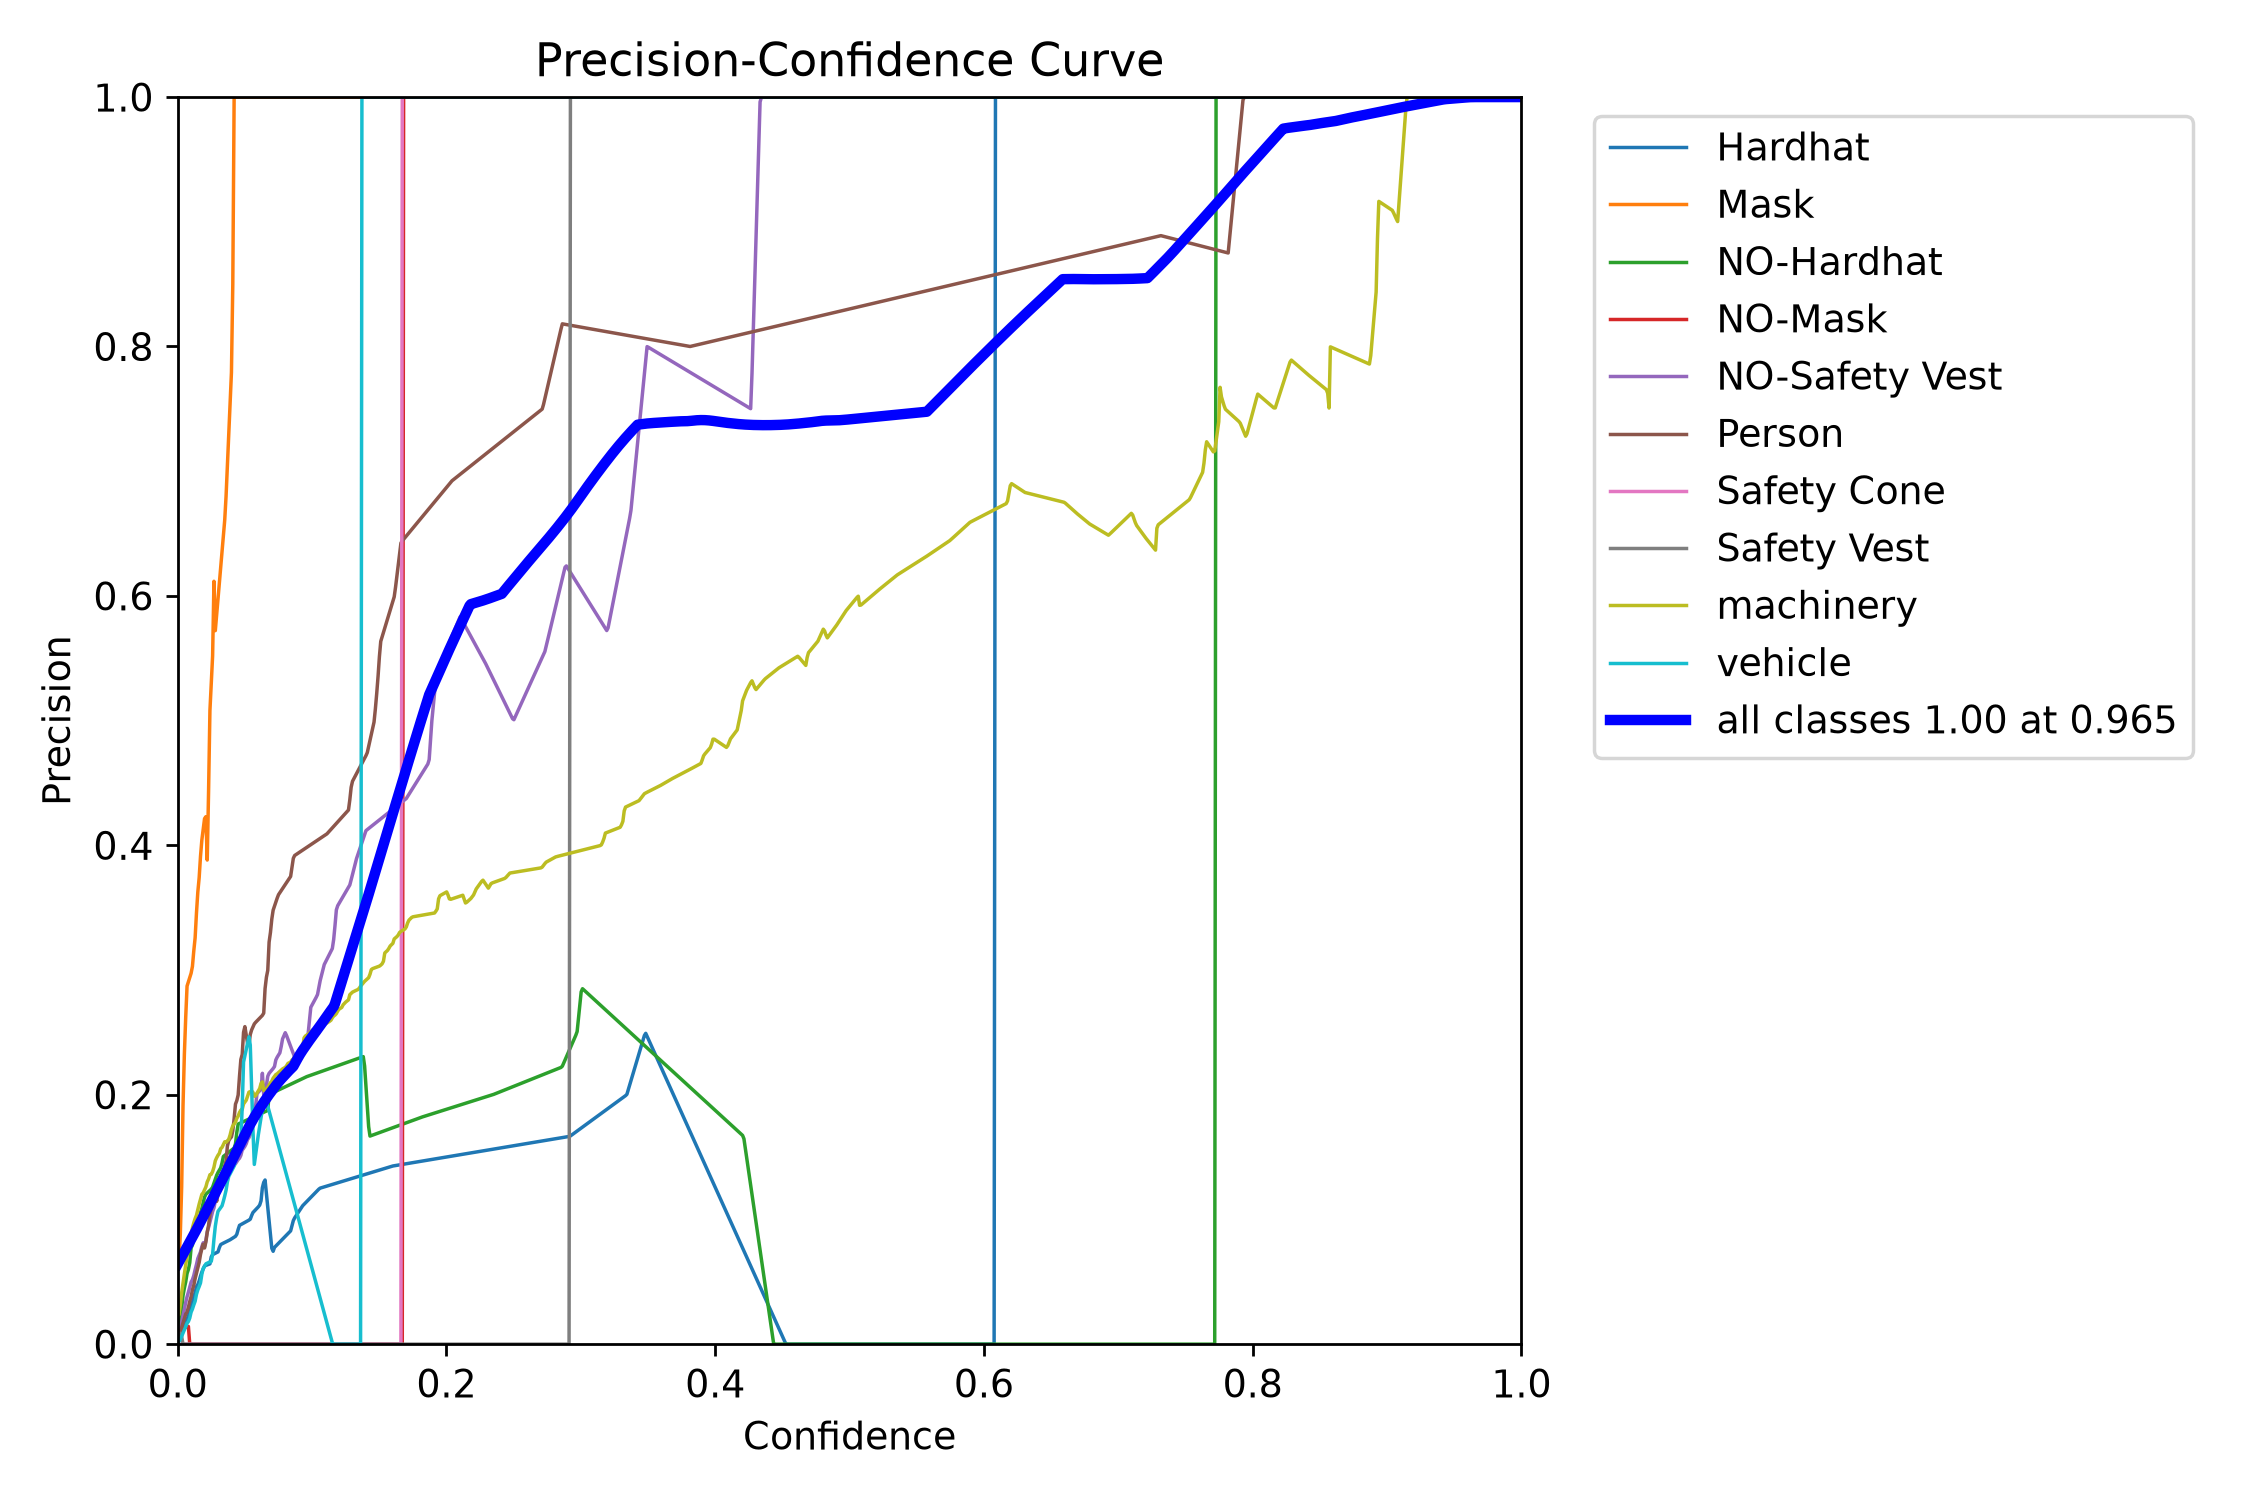 Precision-Confidence Curve
1.0
0.8
0.6
0.4
0.2
0.0
Precision
0.0 0.2 0.4 0.6 0.8 1.0
Confidence
Hardhat
Mask
NO-Hardhat
NO-Mask
NO-Safety Vest
Person
Safety Cone
Safety Vest
machinery
vehicle
all classes 1.00 at 0.965